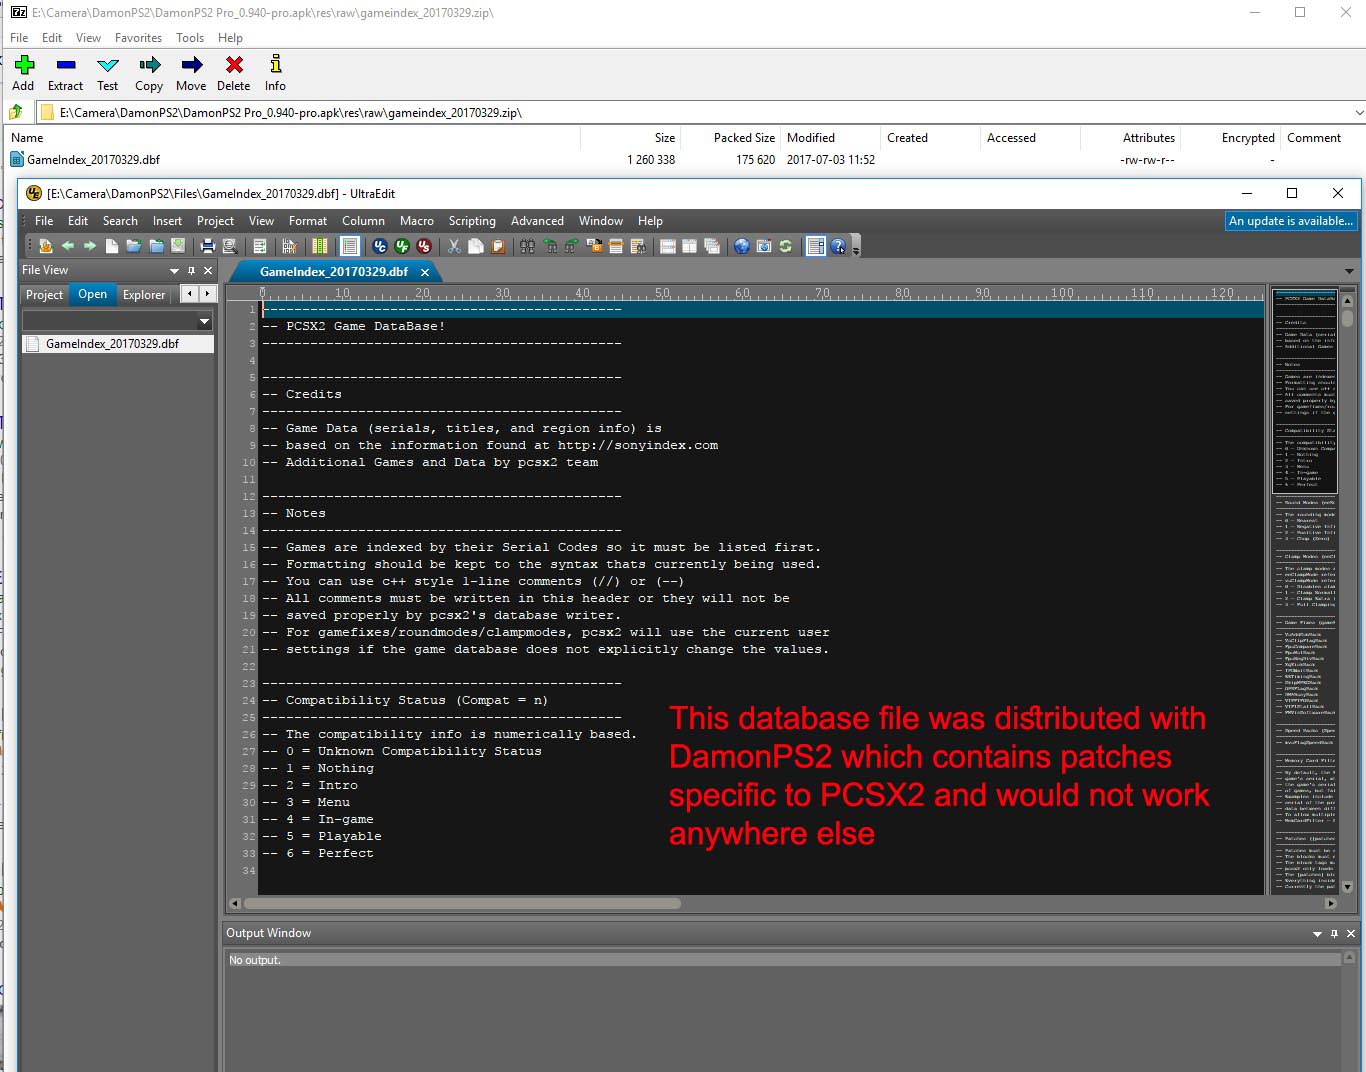 E:\Camera\DamonPS2\DamonPS2 Pro_0.940-pro.apk\res\raw\gameindex_20170329.zip\
File Edit View Favorites Tools Help
Add Extract Test Copy Move Delete Info
E:\Camera\DamonPS2\DamonPS2 Pro_0.940-pro.apk\res\raw\gameindex_20170329.zip\
Name Size Packed Size Modified Created Accessed Attributes Encrypted Comment
GameIndex_20170329.dbf 1 260 338 175 620 2017-07-03 11:52 -rw-rw-r-- -
[E:\Camera\DamonPS2\Files\GameIndex_20170329.dbf] - UltraEdit
File Edit Search Insert Project View Format Column Macro Scripting Advanced Window Help An update is available...
File View
GameIndex_20170329.dbf
Project Open Explorer
0 10 20 30 40 50 60 70 80 90 100 110 120
GameIndex_20170329.dbf
1 ---------------------------------------------
2 -- PCSX2 Game DataBase!
3 ---------------------------------------------
4
5 ---------------------------------------------
6 -- Credits
7 ---------------------------------------------
8 -- Game Data (serials, titles, and region info) is
9 -- based on the information found at http://sonyindex.com
10 -- Additional Games and Data by pcsx2 team
11
12 ---------------------------------------------
13 -- Notes
14 ---------------------------------------------
15 -- Games are indexed by their Serial Codes so it must be listed first.
16 -- Formatting should be kept to the syntax thats currently being used.
17 -- You can use c++ style 1-line comments (//) or (--)
18 -- All comments must be written in this header or they will not be
19 -- saved properly by pcsx2's database writer.
20 -- For gamefixes/roundmodes/clampmodes, pcsx2 will use the current user
21 -- settings if the game database does not explicitly change the values.
22
23 ---------------------------------------------
24 -- Compatibility Status (Compat = n)
25 ---------------------------------------------
26 -- The compatibility info is numerically based.
27 -- 0 = Unknown Compatibility Status
28 -- 1 = Nothing
29 -- 2 = Intro
30 -- 3 = Menu
31 -- 4 = In-game
32 -- 5 = Playable
33 -- 6 = Perfect
34
This database file was distributed with
DamonPS2 which contains patches
specific to PCSX2 and would not work
anywhere else
Output Window
No output.